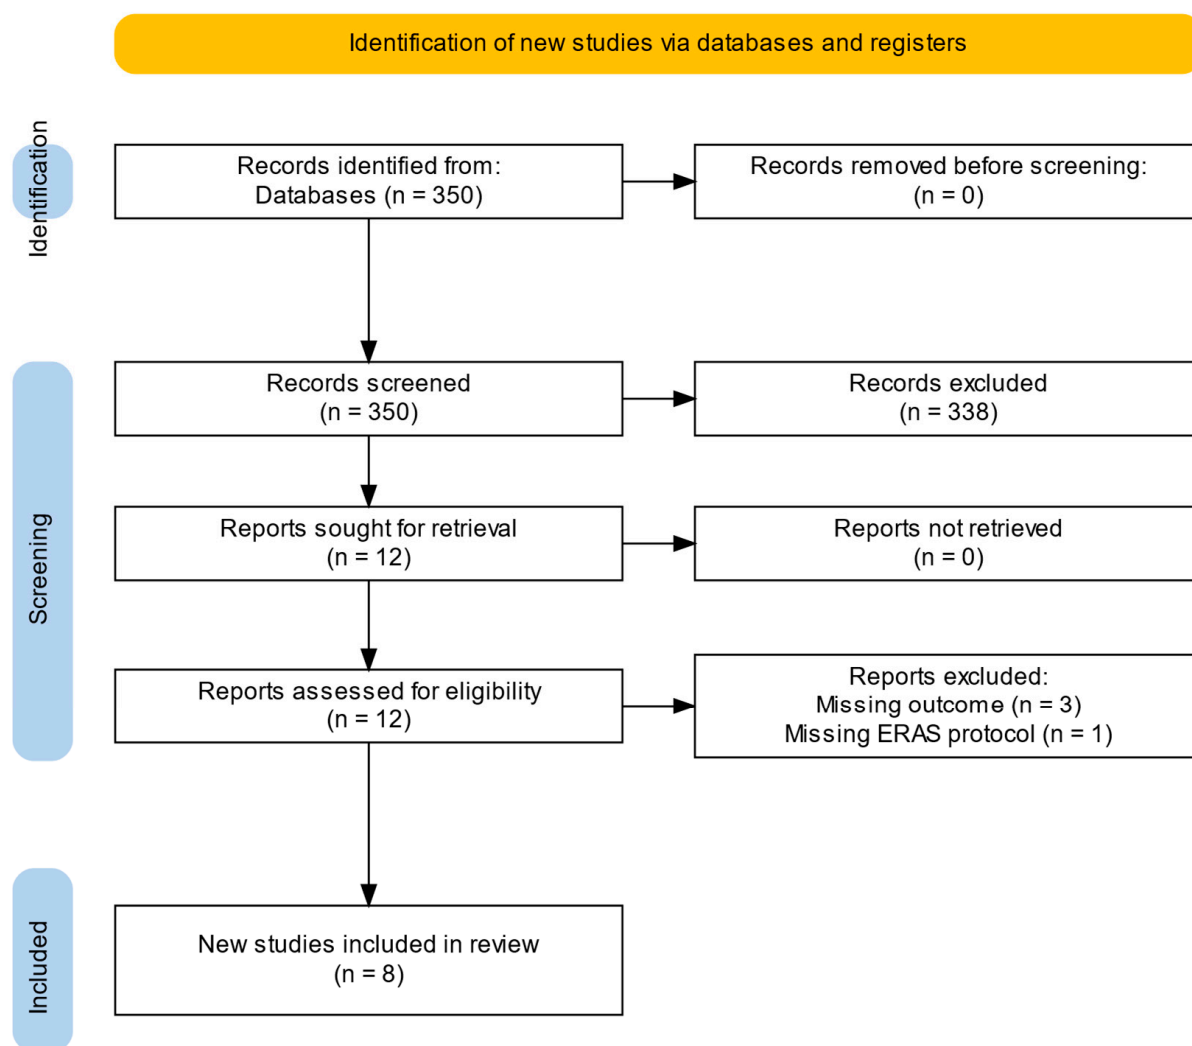 Identification of new studies via databases and registers
Identification
Records identified from:
Databases (n = 350)
Records removed before screening:
(n = 0)
Screening
Records screened
(n = 350)
Records excluded
(n = 338)
Reports sought for retrieval
(n = 12)
Reports not retrieved
(n = 0)
Reports assessed for eligibility
(n = 12)
Reports excluded:
Missing outcome (n = 3)
Missing ERAS protocol (n = 1)
Included
New studies included in review
(n = 8)